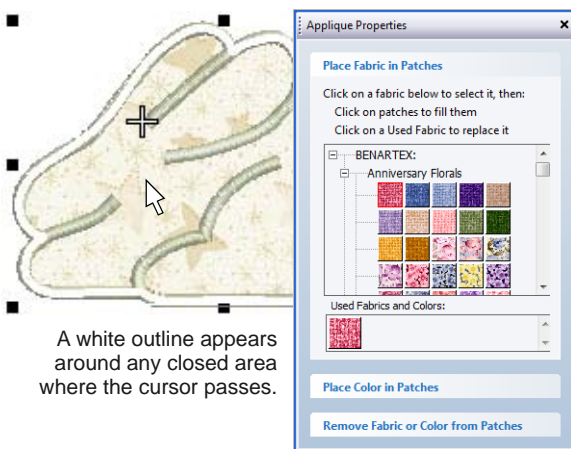 Applique Properties
Place Fabric in Patches
Click on a fabric below to select it, then:
Click on patches to fill them
Click on a Used Fabric to replace it
BENARTEX:
Anniversary Florals
Used Fabrics and Colors:
Place Color in Patches
Remove Fabric or Color from Patches
A white outline appears
around any closed area
where the cursor passes.